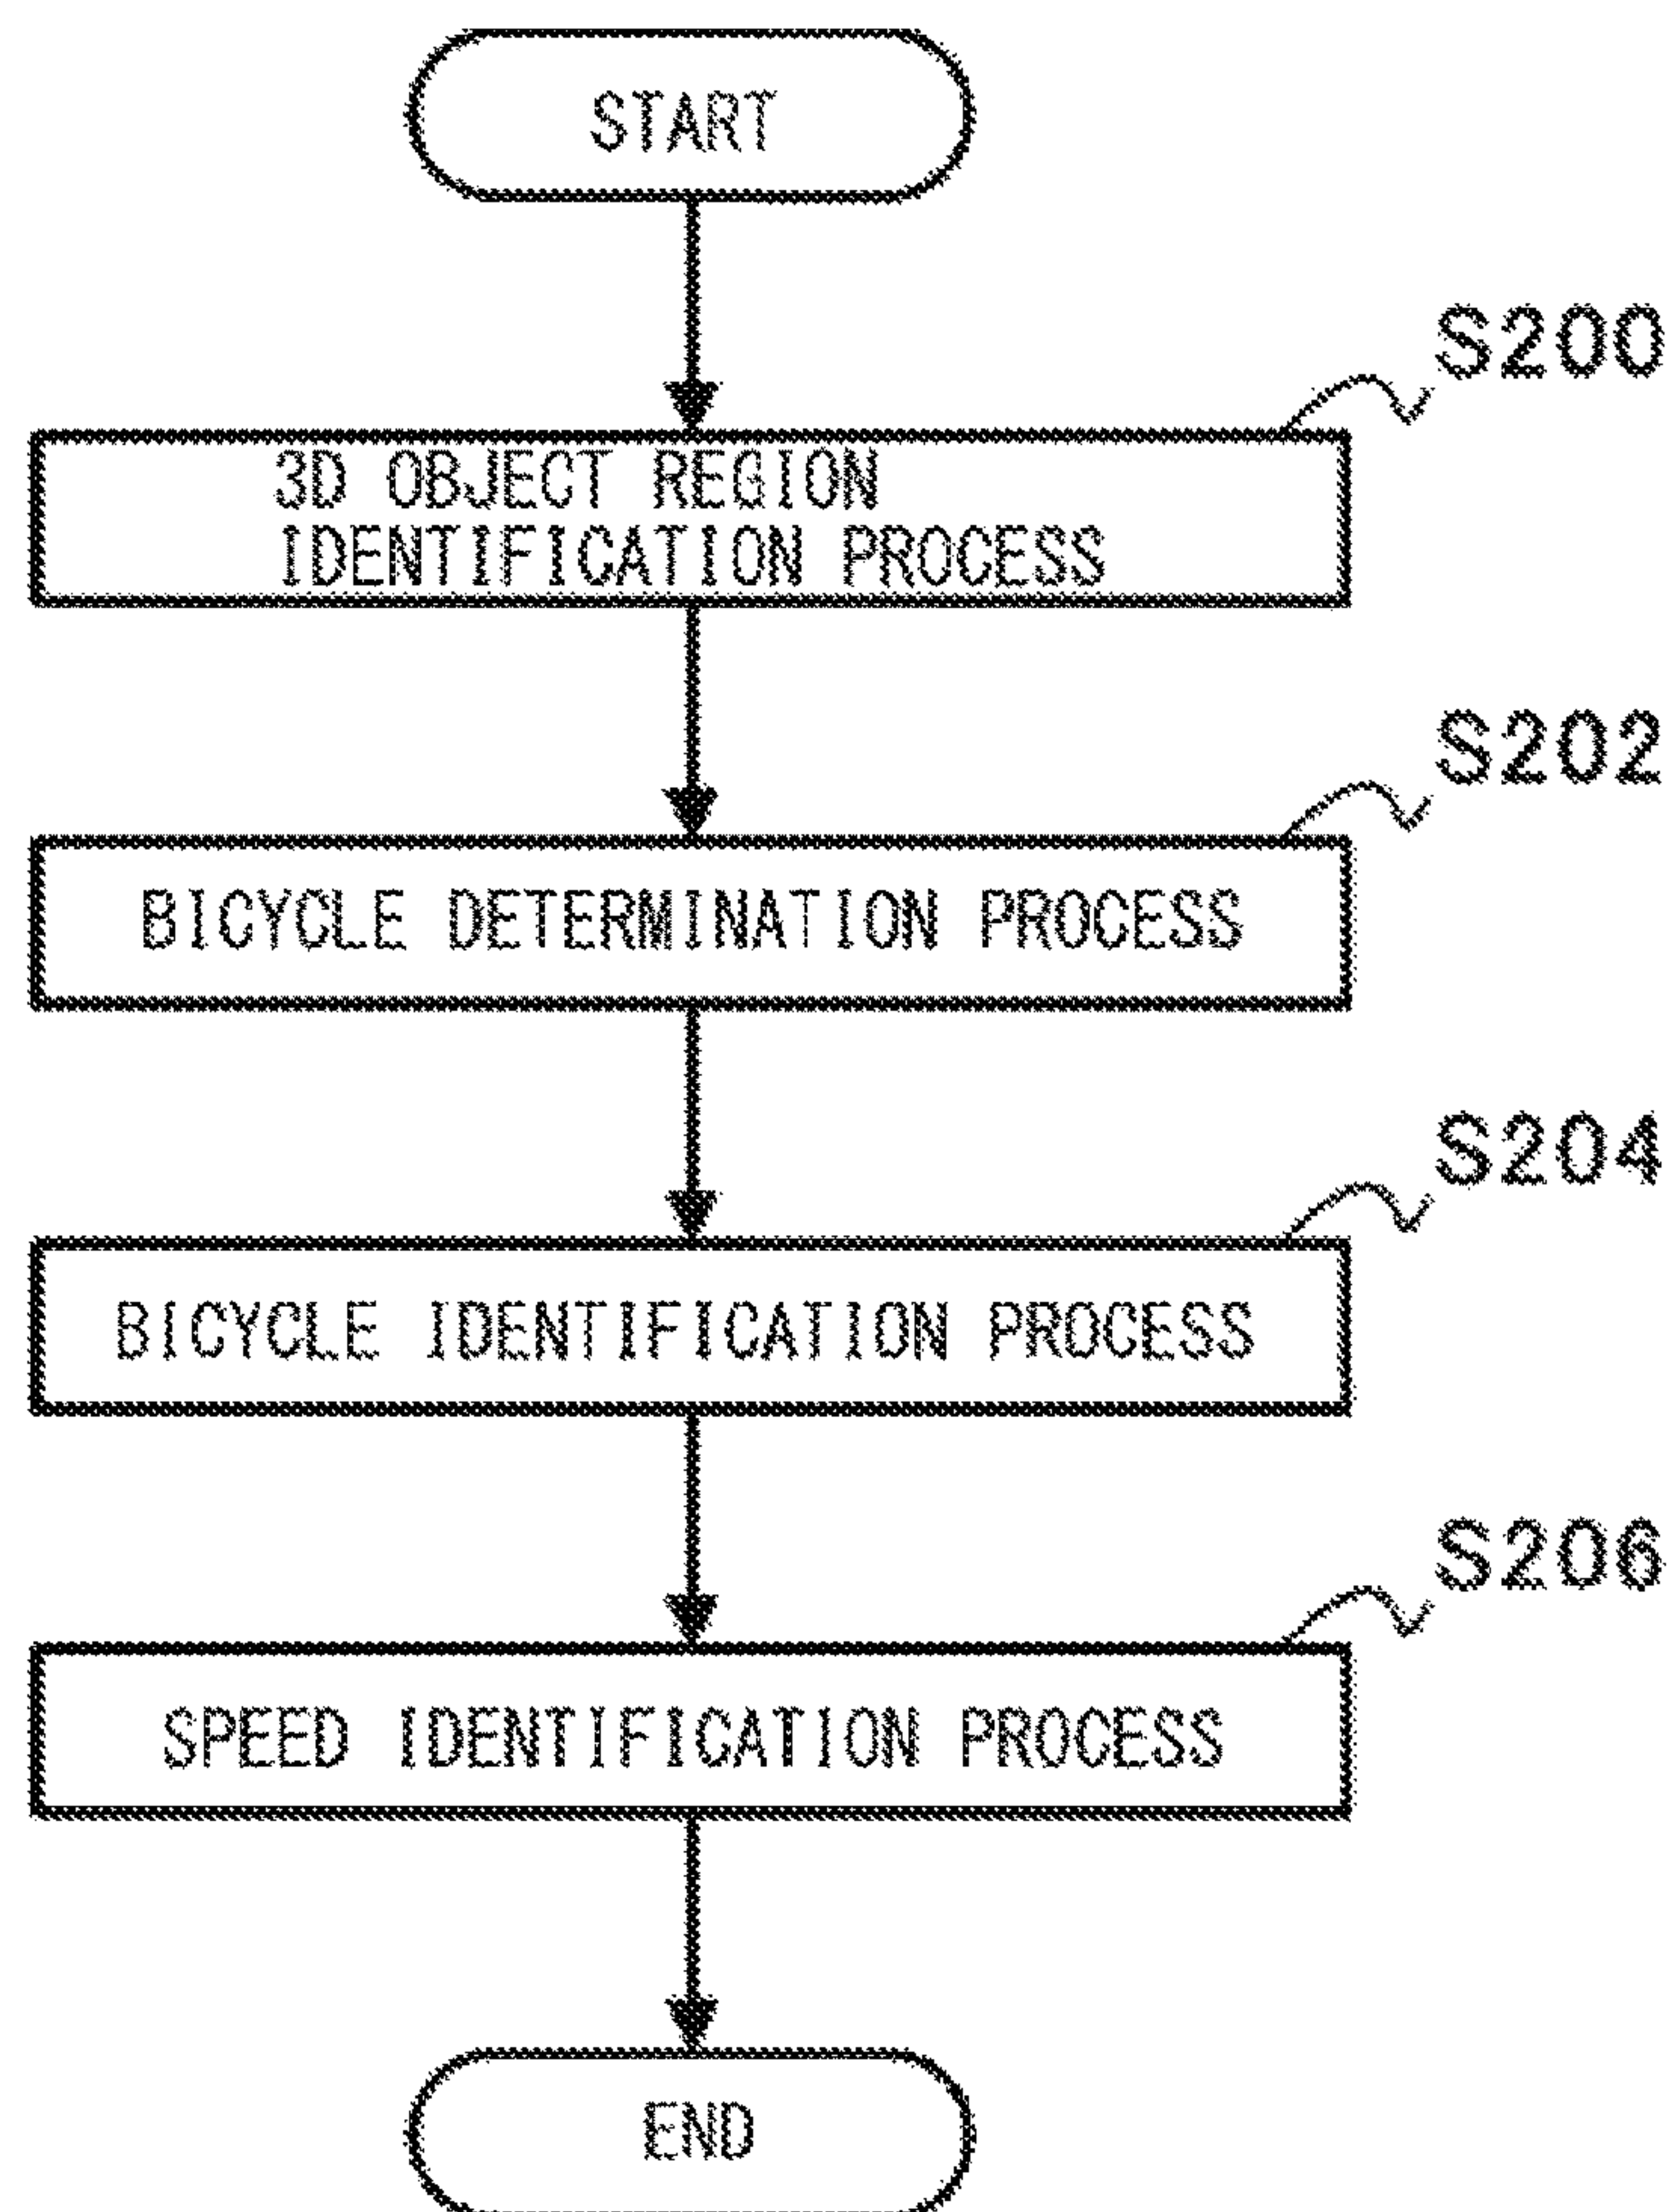 START
S200
3D OBJECT REGION
IDENTIFICATION PROCESS
S202
BICYCLE DETERMINATION PROCESS
S204
BICYCLE IDENTIFICATION PROCESS
S206
SPEED IDENTIFICATION PROCESS
END